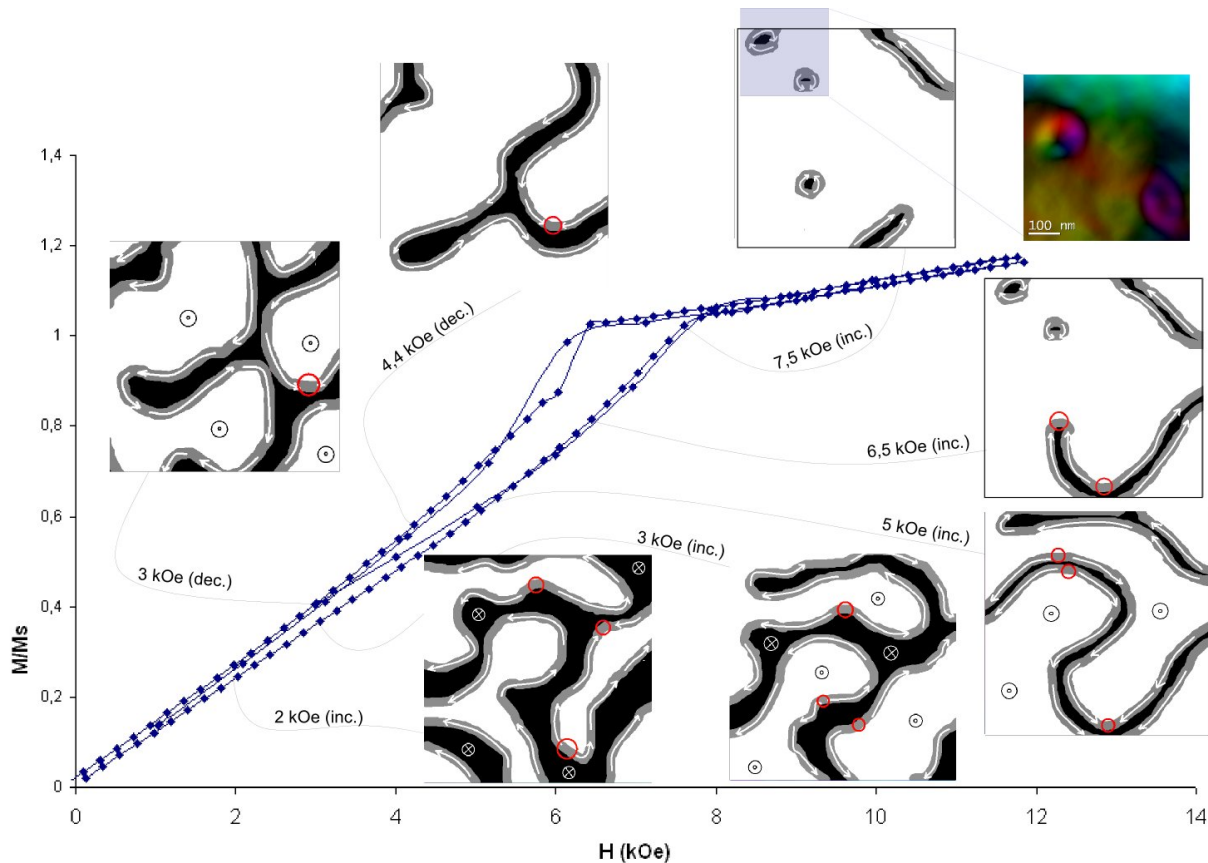 100 nm
1,4
1,2
1
0,8
0,6
0,4
0,2
0
M/Ms
4,4 kOe (dec.)
7,5 kOe (inc.)
6,5 kOe (inc.)
5 kOe (inc.)
3 kOe (inc.)
3 kOe (dec.)
2 kOe (inc.)
0
2
4
6
8
10
12
14
H (kOe)